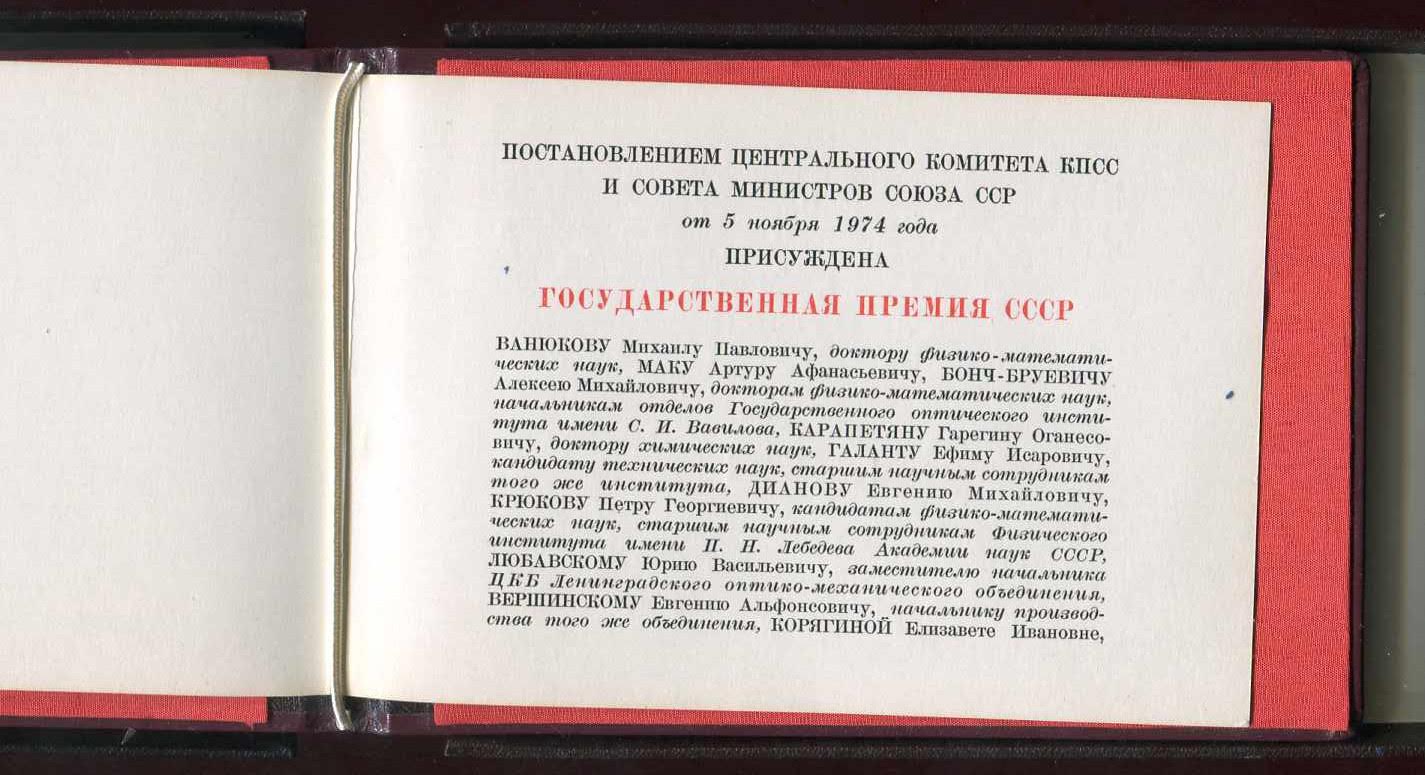 ПОСТАНОВЛЕНИЕМ ЦЕНТРАЛЬНОГО КОМИТЕТА КПСС
И СОВЕТА МИНИСТРОВ СОЮЗА ССР
от 5 ноября 1974 года
ПРИСУЖДЕНА
ГОСУДАРСТВЕННАЯ ПРЕМИЯ СССР
ВАНЮКОВУ Михаилу Павловичу, доктору физико-математи-
ческих наук, МАКУ Артуру Афанасьевичу, БОНЧ-БРУЕВИЧУ
Алексею Михайловичу, докторам физико-математических наук,
начальникам отделов Государственного оптического инсти-
тута имени С. И. Вавилова, КАРАПЕТЯНУ Гарегину Оганесо-
вичу, доктору химических наук, ГАЛАНТУ Ефиму Исаровичу,
кандидату технических наук, старшим научным сотрудникам
того же института, ДИАНОВУ Евгению Михайловичу,
КРЮКОВУ Петру Георгиевичу, кандидатам физико-математи-
ческих наук, старшим научным сотрудникам Физического
института имени П. Н. Лебедева Академии наук СССР,
ЛЮБАВСКОМУ Юрию Васильевичу, заместителю начальника
ЦКБ Ленинградского оптико-механического объединения,
ВЕРШИНСКОМУ Евгению Альфонсовичу, начальнику производ-
ства того же объединения, КОРЯГИНОЙ Елизавете Ивановне,